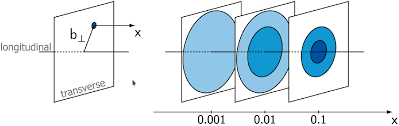 b⊥
x
longitudinal
transverse
0.001
0.01
0.1
x